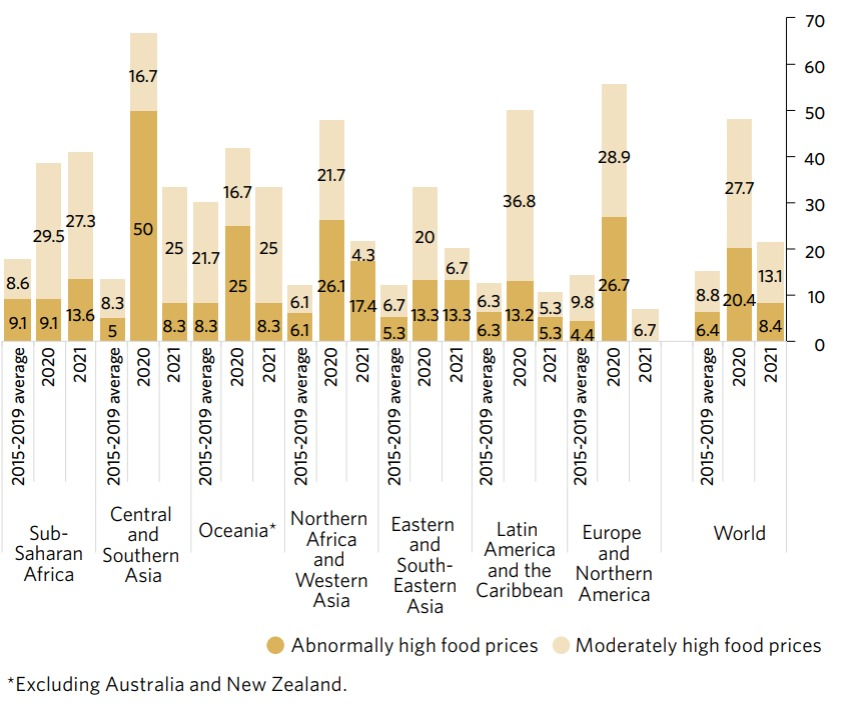 70
60
50
40
30
20
10
0
8.6
9.1
29.5
9.1
27.3
13.6
8.3
5
16.7
50
25
8.3
21.7
8.3
16.7
25
25
8.3
6.1
6.1
21.7
26.1
4.3
17.4
6.7
5.3
20
13.3
6.7
13.3
6.3
6.3
36.8
13.2
5.3
5.3
9.8
4.4
28.9
26.7
6.7
8.8
6.4
27.7
20.4
13.1
8.4
2015-2019 average
2020
2021
2015-2019 average
2020
2021
2015-2019 average
2020
2021
2015-2019 average
2020
2021
2015-2019 average
2020
2021
2015-2019 average
2020
2021
2015-2019 average
2020
2021
2015-2019 average
2020
2021
Sub-
Saharan
Africa
Central
and
Southern
Asia
Oceania*
Northern
Africa
and
Western
Asia
Eastern
and
South-
Eastern
Asia
Latin
America
and the
Caribbean
Europe
and
Northern
America
World
Abnormally high food prices
Moderately high food prices
*Excluding Australia and New Zealand.